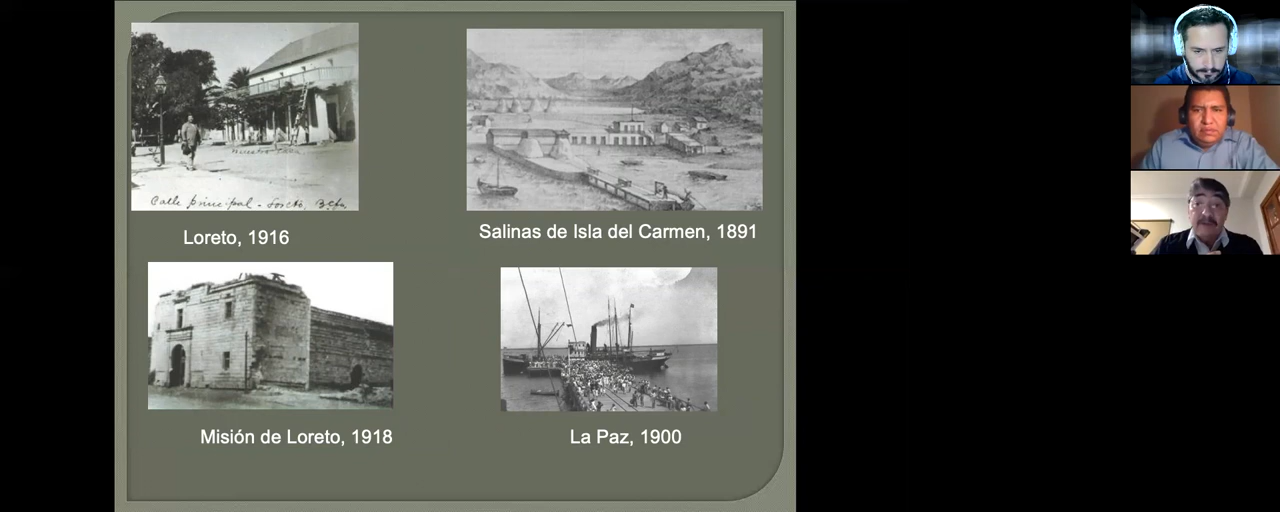 Calle principal - Loreto, Bcfa.
Loreto, 1916
Salinas de Isla del Carmen, 1891
Misión de Loreto, 1918
La Paz, 1900